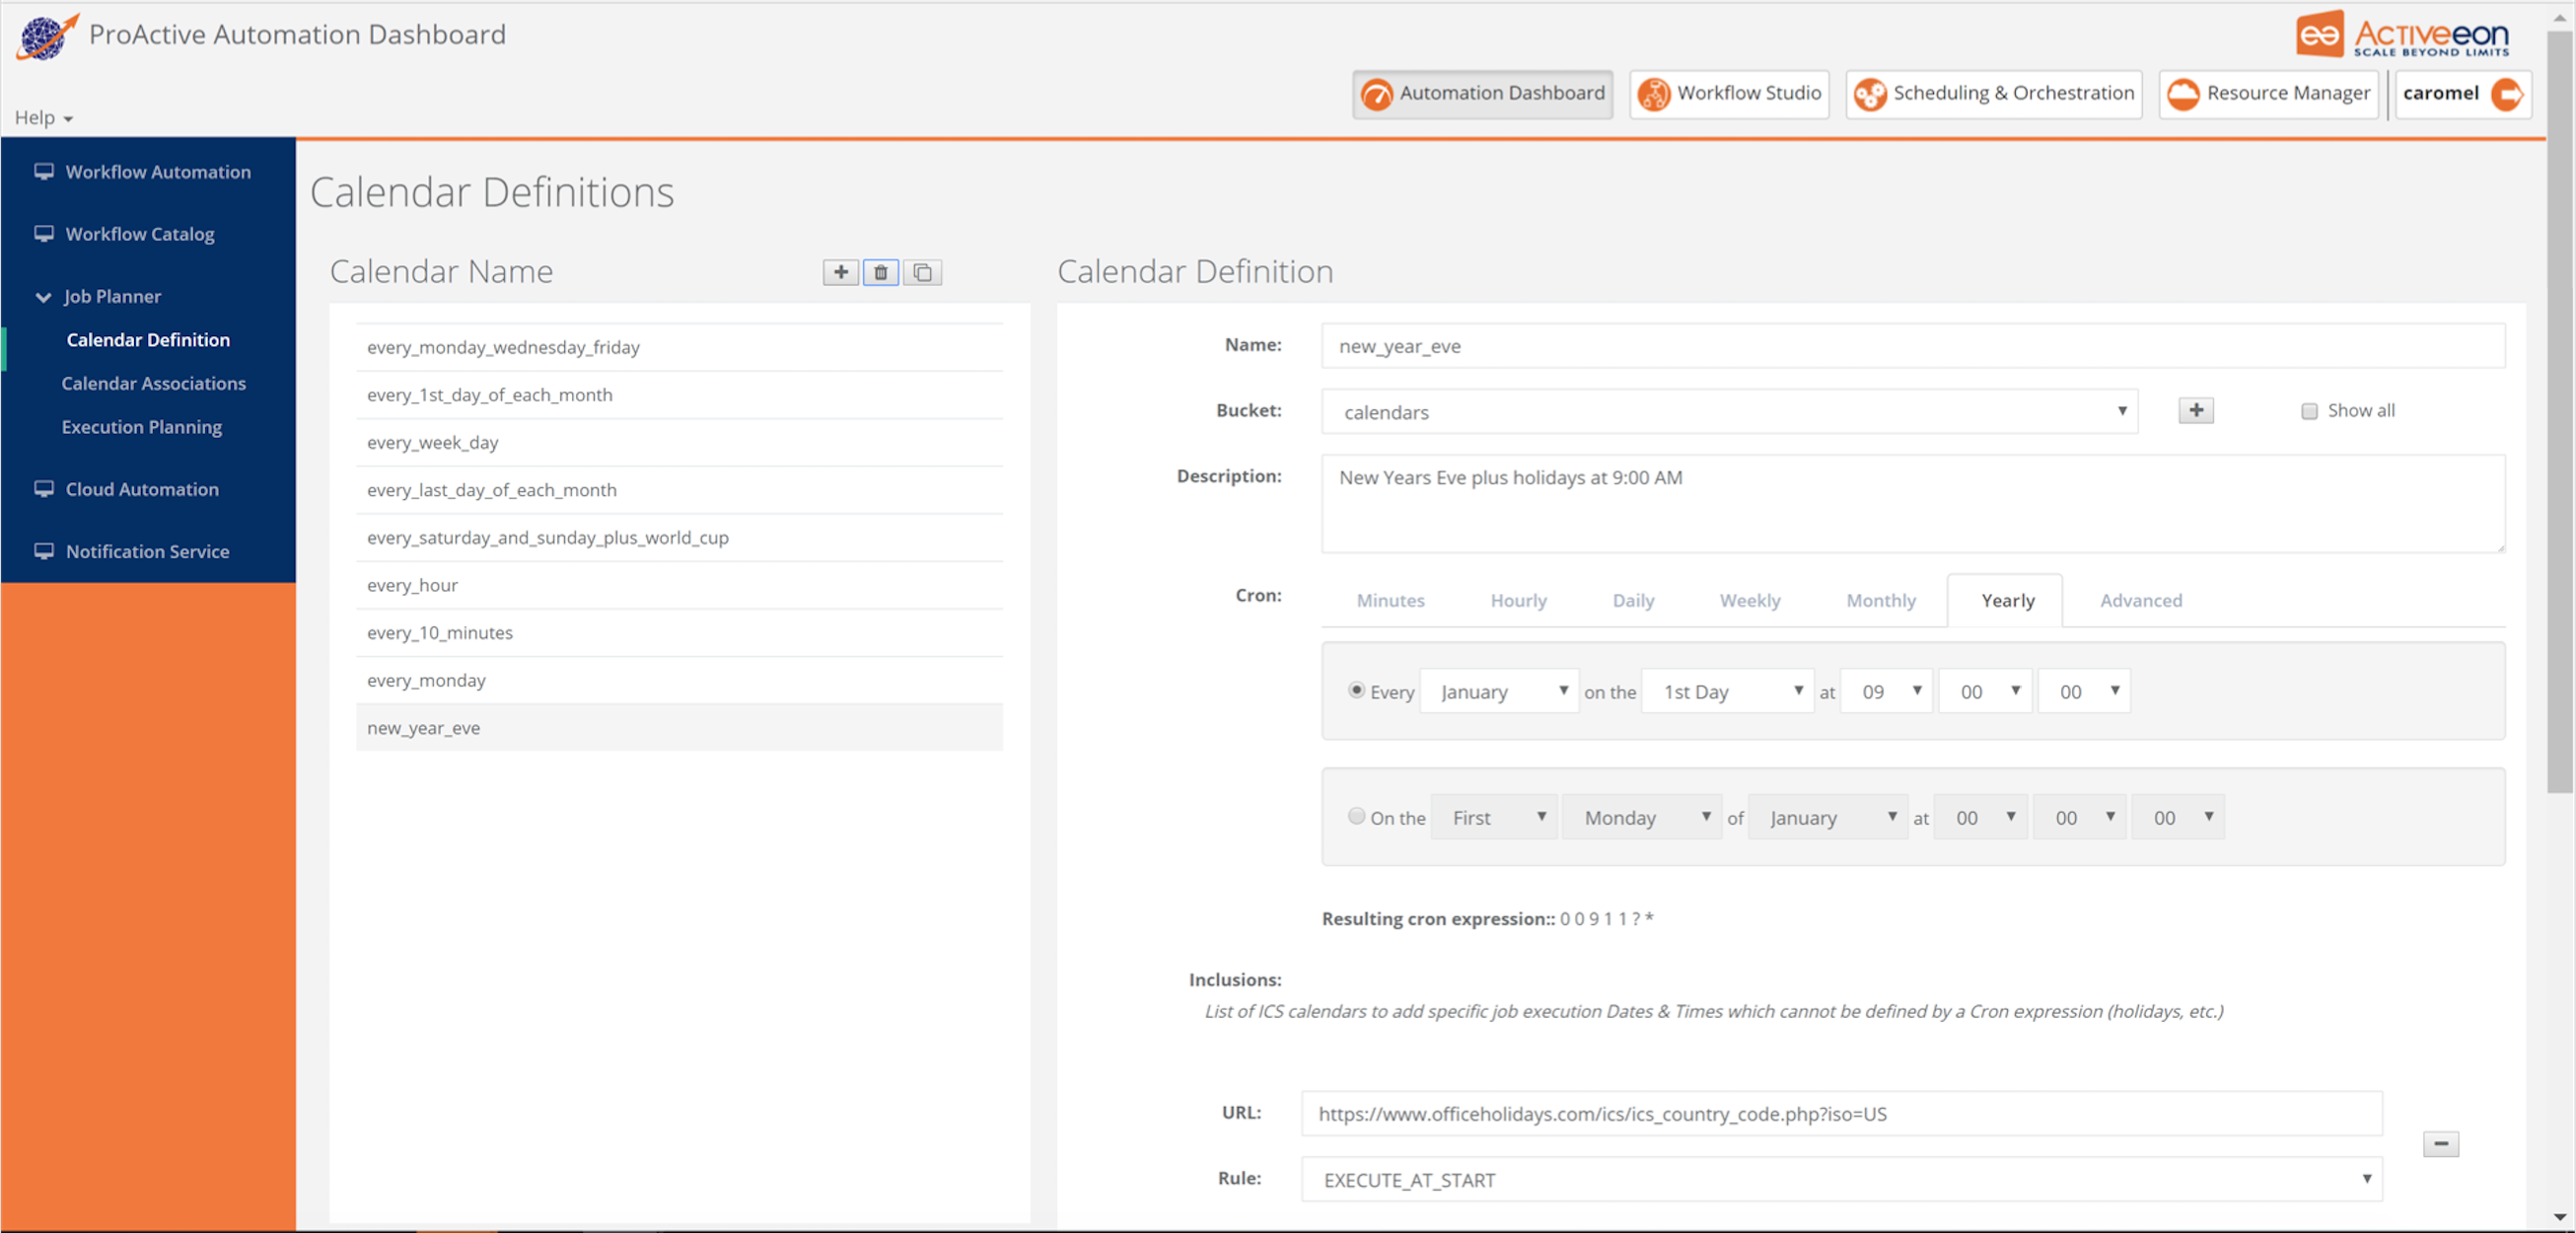 ProActive Automation Dashboard
ee Activeeon
SCALE BEYOND LIMITS
Automation Dashboard Workflow Studio Scheduling & Orchestration Resource Manager caromel
Help
Workflow Automation
Workflow Catalog
Job Planner
Calendar Definition
Calendar Associations
Execution Planning
Cloud Automation
Notification Service
Calendar Definitions
Calendar Name
every_monday_wednesday_friday
every_1st_day_of_each_month
every_week_day
every_last_day_of_each_month
every_saturday_and_sunday_plus_world_cup
every_hour
every_10_minutes
every_monday
new_year_eve
Calendar Definition
Name: new_year_eve
Bucket: calendars Show all
Description: New Years Eve plus holidays at 9:00 AM
Cron: Minutes Hourly Daily Weekly Monthly Yearly Advanced
Every January on the 1st Day at 09 00 00
On the First Monday of January at 00 00 00
Resulting cron expression:: 0 0 9 1 1 ? *
Inclusions:
List of ICS calendars to add specific job execution Dates & Times which cannot be defined by a Cron expression (holidays, etc.)
URL: https://www.officeholidays.com/ics/ics_country_code.php?iso=US
Rule: EXECUTE_AT_START